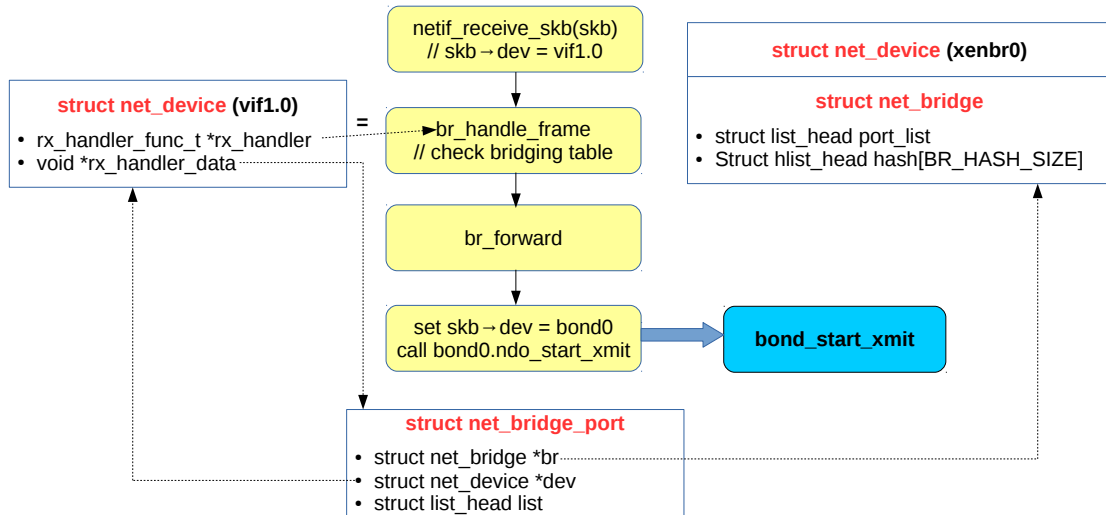 netif_receive_skb(skb)
// skb→dev = vif1.0
struct net_device (xenbr0)
struct net_bridge
• struct list_head port_list
• Struct hlist_head hash[BR_HASH_SIZE]
struct net_device (vif1.0)
• rx_handler_func_t *rx_handler
• void *rx_handler_data
=
br_handle_frame
// check bridging table
br_forward
set skb→dev = bond0
call bond0.ndo_start_xmit
bond_start_xmit
struct net_bridge_port
• struct net_bridge *br
• struct net_device *dev
• struct list_head list